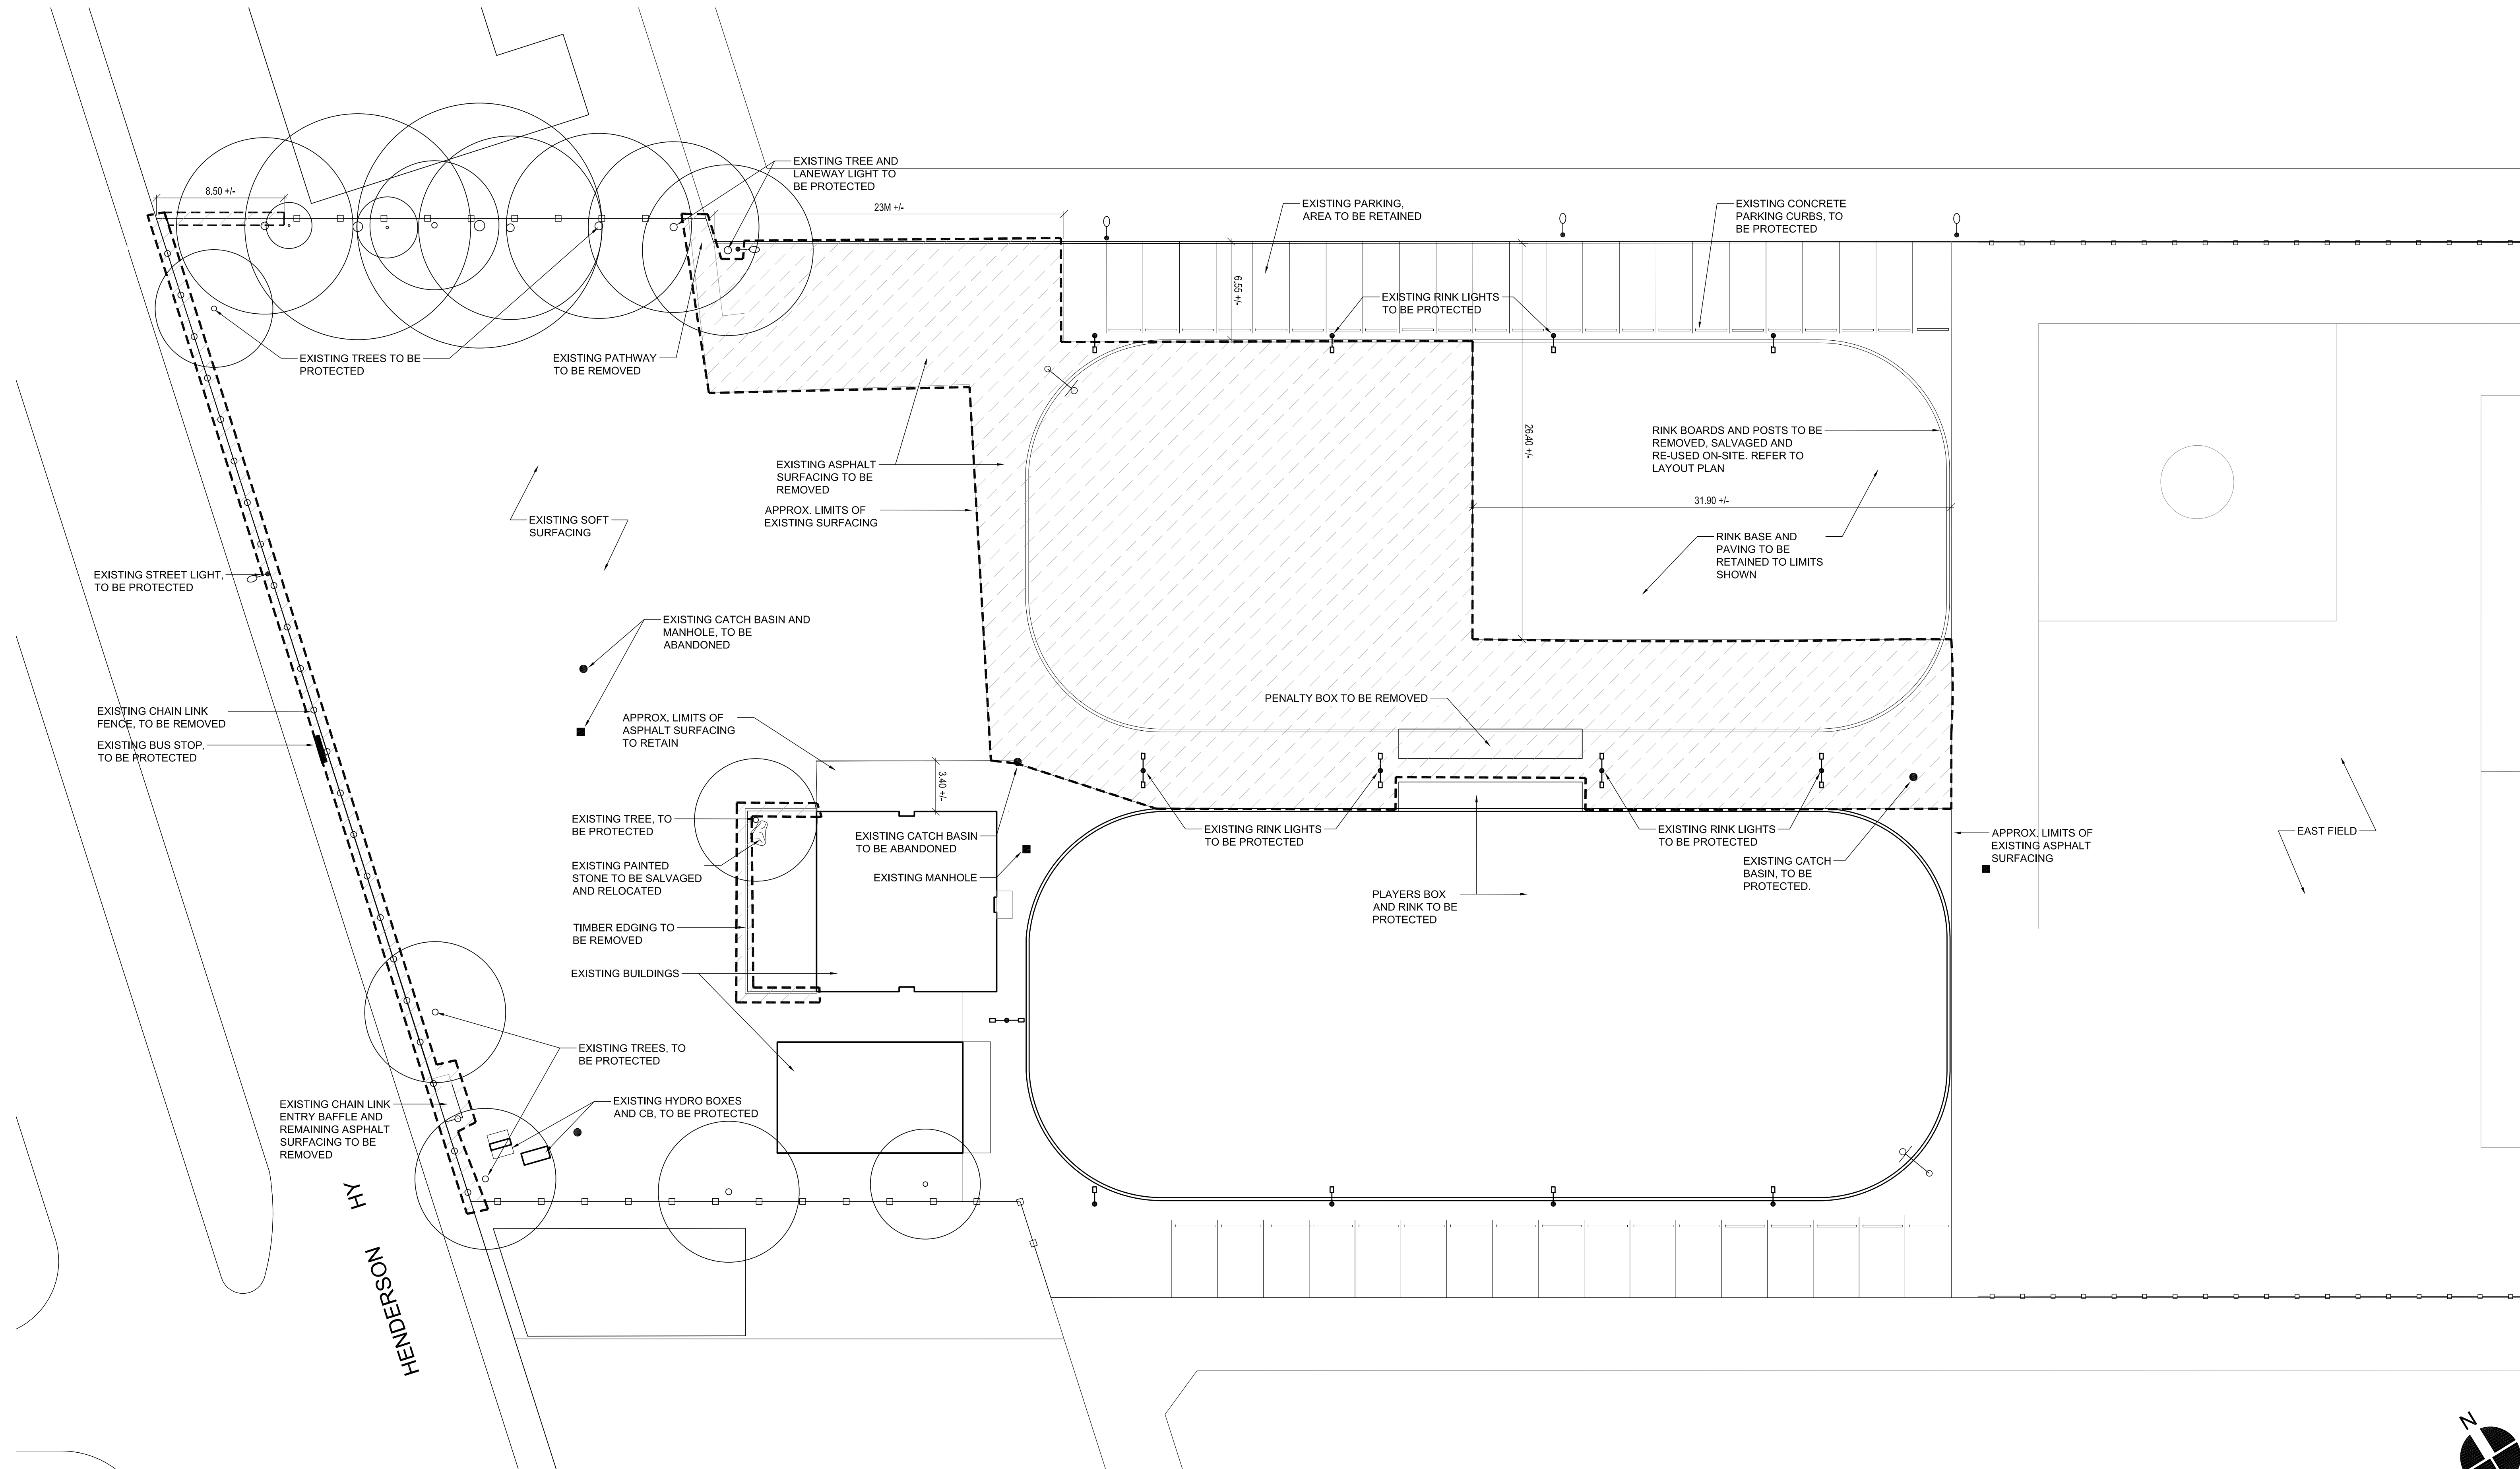 EXISTING TREE AND
LANEWAY LIGHT TO
BE PROTECTED
8.50 +/-
23M +/-
EXISTING PARKING,
AREA TO BE RETAINED
EXISTING CONCRETE
PARKING CURBS, TO
BE PROTECTED
6.55 +/-
EXISTING RINK LIGHTS
TO BE PROTECTED
EXISTING TREES TO BE
PROTECTED
EXISTING PATHWAY
TO BE REMOVED
26.40 +/-
RINK BOARDS AND POSTS TO BE
REMOVED, SALVAGED AND
RE-USED ON-SITE. REFER TO
LAYOUT PLAN
EXISTING ASPHALT
SURFACING TO BE
REMOVED
APPROX. LIMITS OF
EXISTING SURFACING
31.90 +/-
EXISTING SOFT
SURFACING
RINK BASE AND
PAVING TO BE
RETAINED TO LIMITS
SHOWN
EXISTING STREET LIGHT,
TO BE PROTECTED
EXISTING CATCH BASIN AND
MANHOLE, TO BE
ABANDONED
PENALTY BOX TO BE REMOVED
EXISTING CHAIN LINK
FENCE, TO BE REMOVED
EXISTING BUS STOP,
TO BE PROTECTED
APPROX. LIMITS OF
ASPHALT SURFACING
TO RETAIN
3.40 +/-
EXISTING TREE, TO
BE PROTECTED
EXISTING CATCH BASIN
TO BE ABANDONED
EXISTING RINK LIGHTS
TO BE PROTECTED
EXISTING RINK LIGHTS
TO BE PROTECTED
APPROX. LIMITS OF
EXISTING ASPHALT
SURFACING
EAST FIELD
EXISTING PAINTED
STONE TO BE SALVAGED
AND RELOCATED
EXISTING MANHOLE
EXISTING CATCH
BASIN, TO BE
PROTECTED.
PLAYERS BOX
AND RINK TO BE
PROTECTED
TIMBER EDGING TO
BE REMOVED
EXISTING BUILDINGS
EXISTING TREES, TO
BE PROTECTED
EXISTING CHAIN LINK
ENTRY BAFFLE AND
REMAINING ASPHALT
SURFACING TO BE
REMOVED
EXISTING HYDRO BOXES
AND CB, TO BE PROTECTED
HENDERSON HY
N